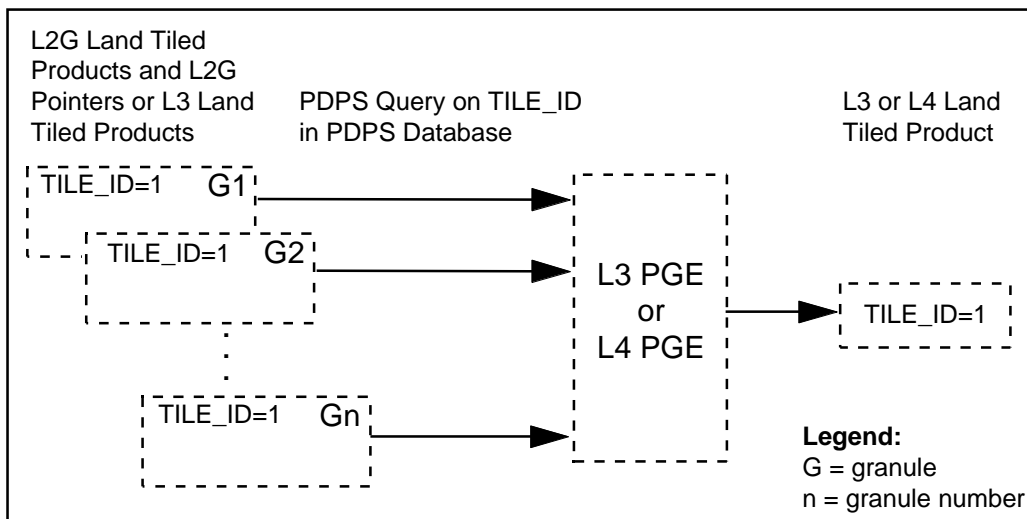 L2G Land Tiled
Products and L2G
Pointers or L3 Land
Tiled Products
PDPS Query on TILE_ID
in PDPS Database
L3 or L4 Land
Tiled Product
TILE_ID=1 G1
TILE_ID=1 G2
TILE_ID=1 Gn
L3 PGE
or
L4 PGE
TILE_ID=1
Legend:
G = granule
n = granule number